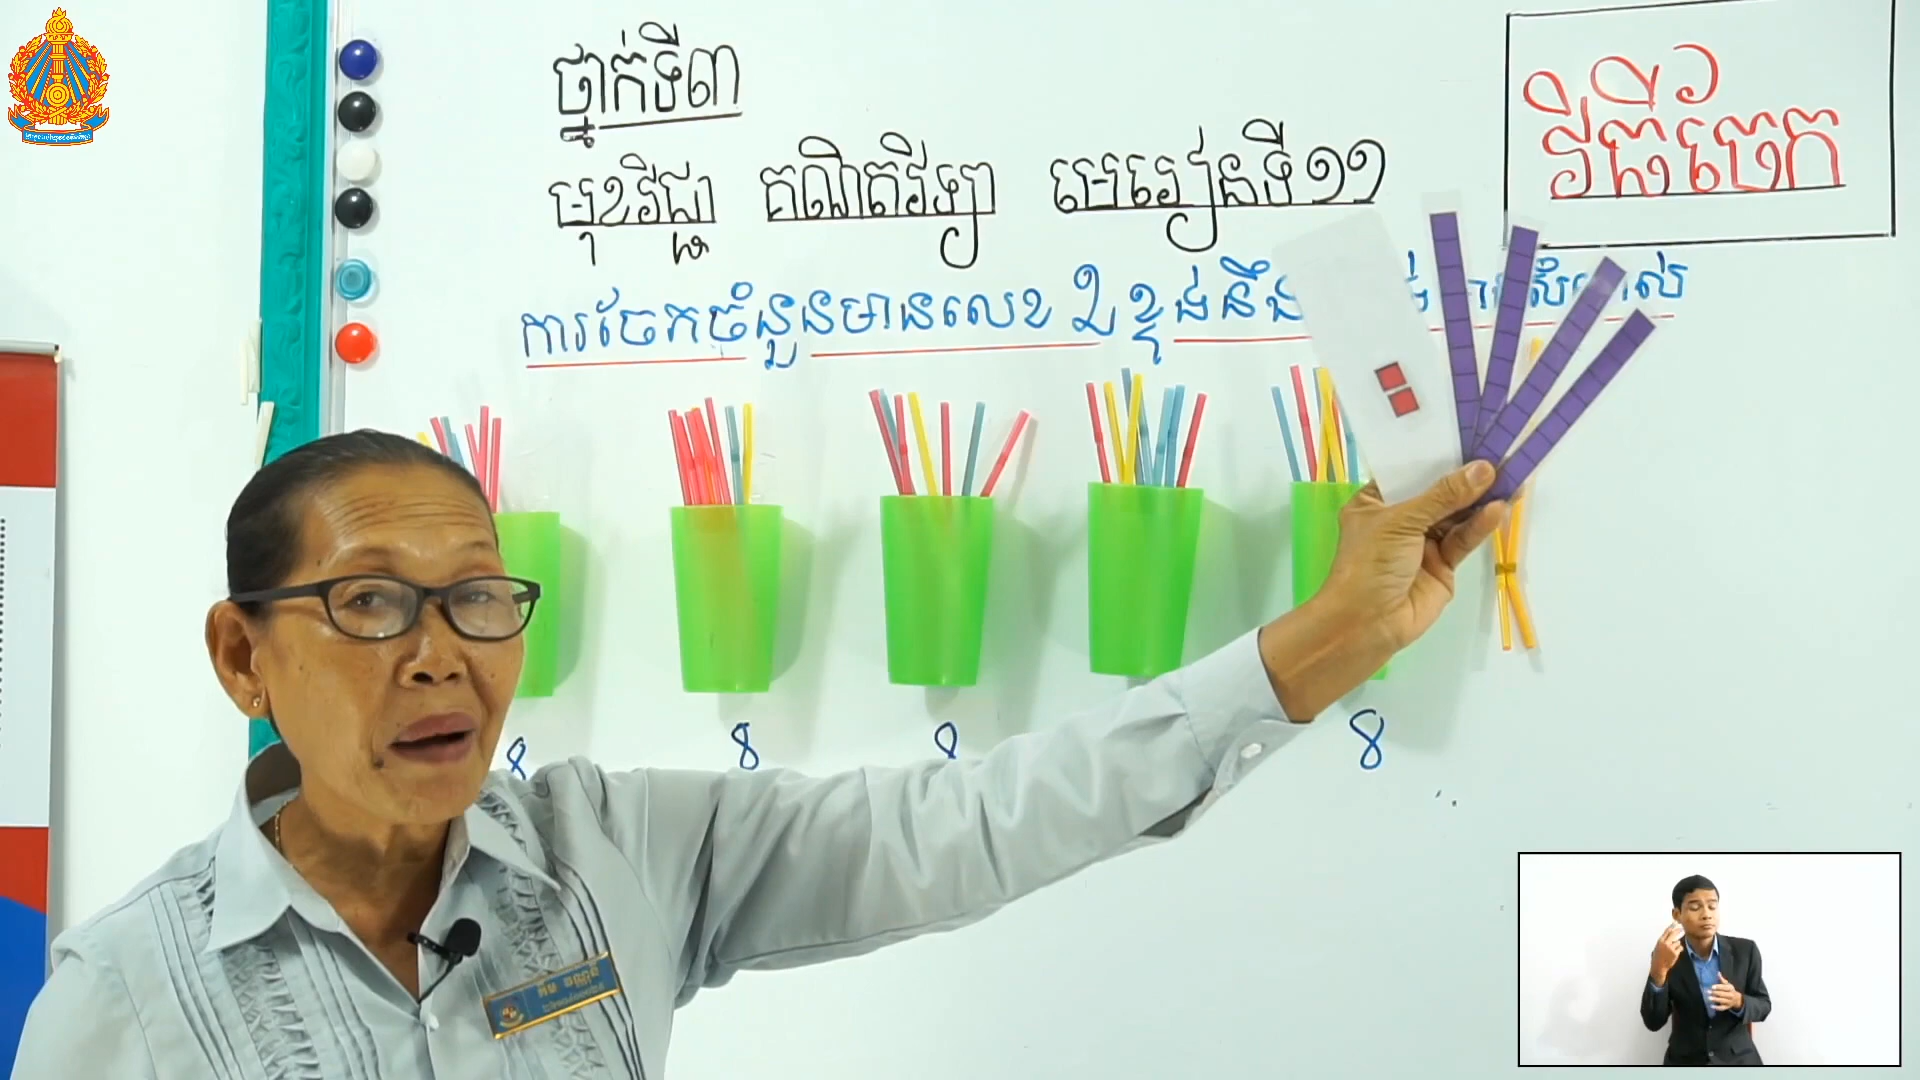 ថ្នាក់ទី៣
មុខវិជ្ជា គណិតវិទ្យា មេរៀនទី១១
វិធីចែក
ការចែកចំនួនមានលេខ ២ ខ្ទង់នឹង
8 8 8 8